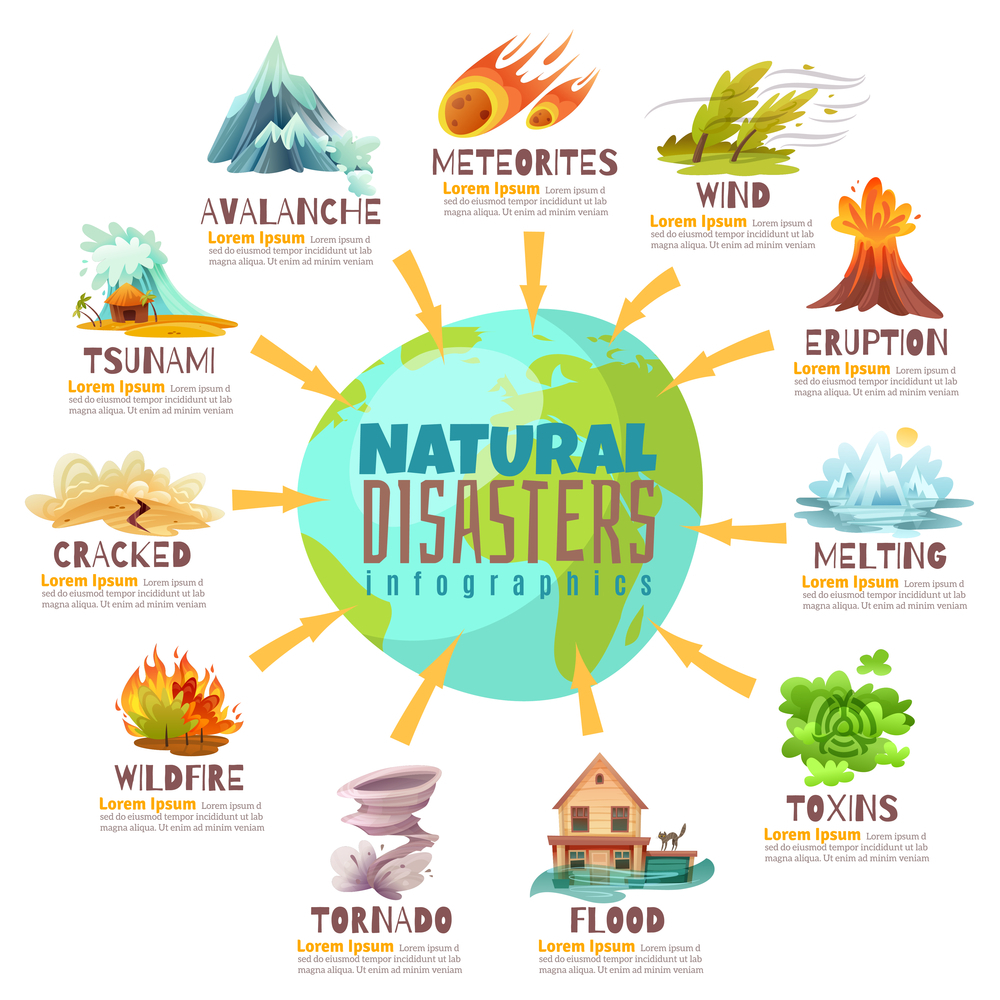 METEORITES
Lorem Ipsum Lorem ipsum d
sed do eiusmod tempor incididunt ut lab
magna aliqua. Ut enim ad minim veniam
WIND
Lorem Ipsum Lorem ipsum d
sed do eiusmod tempor incididunt ut lab
magna aliqua. Ut enim ad minim veniam
AVALANCHE
Lorem Ipsum Lorem ipsum d
sed do eiusmod tempor incididunt ut lab
magna aliqua. Ut enim ad minim veniam
ERUPTION
Lorem Ipsum Lorem ipsum d
sed do eiusmod tempor incididunt ut lab
magna aliqua. Ut enim ad minim veniam
TSUNAMI
Lorem Ipsum Lorem ipsum d
sed do eiusmod tempor incididunt ut lab
magna aliqua. Ut enim ad minim veniam
NATURAL
DISASTERS
infographics
CRACKED
Lorem Ipsum Lorem ipsum d
sed do eiusmod tempor incididunt ut lab
magna aliqua. Ut enim ad minim veniam
MELTING
Lorem Ipsum Lorem ipsum d
sed do eiusmod tempor incididunt ut lab
magna aliqua. Ut enim ad minim veniam
WILDFIRE
Lorem Ipsum Lorem ipsum d
sed do eiusmod tempor incididunt ut lab
magna aliqua. Ut enim ad minim veniam
TOXINS
Lorem Ipsum Lorem ipsum d
sed do eiusmod tempor incididunt ut lab
magna aliqua. Ut enim ad minim veniam
TORNADO
Lorem Ipsum Lorem ipsum d
sed do eiusmod tempor incididunt ut lab
magna aliqua. Ut enim ad minim veniam
FLOOD
Lorem Ipsum Lorem ipsum d
sed do eiusmod tempor incididunt ut lab
magna aliqua. Ut enim ad minim veniam